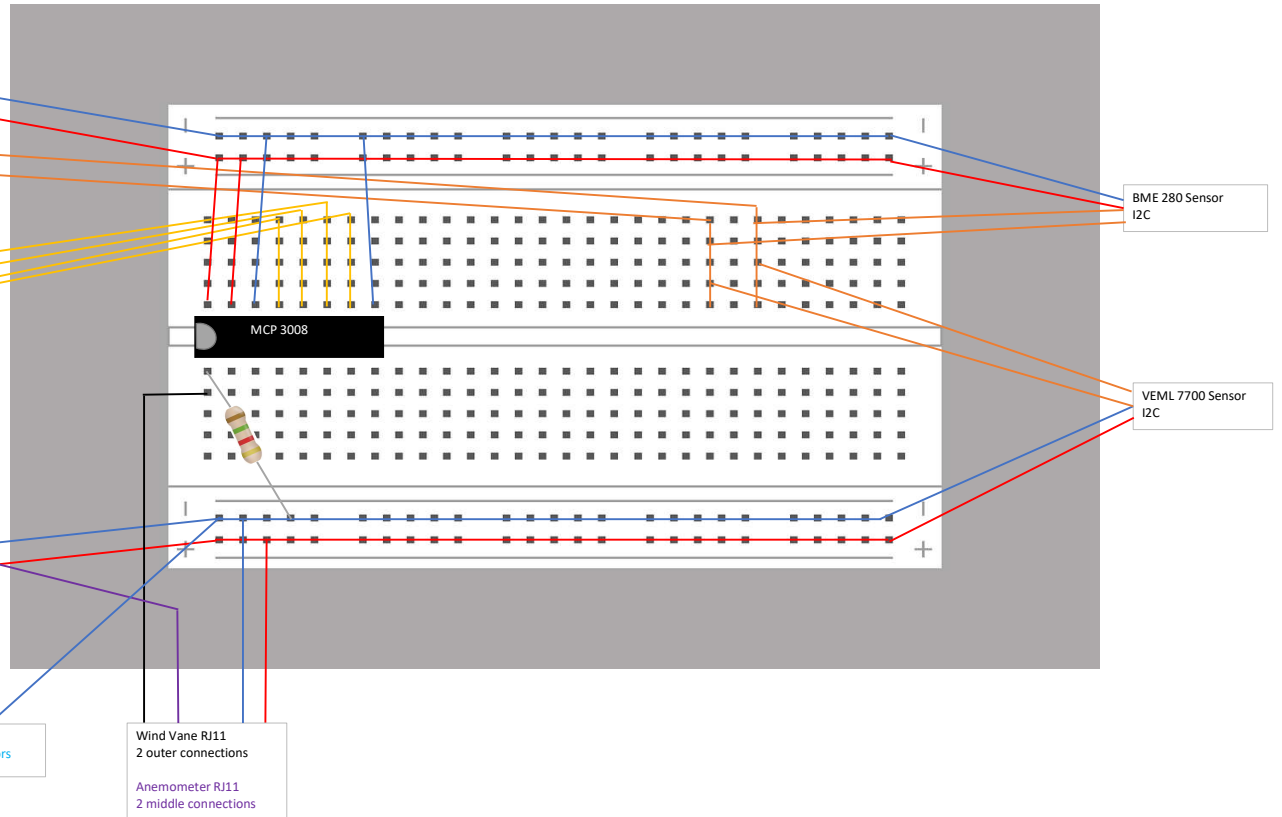 BME 280 Sensor
I2C
MCP 3008
VEML 7700 Sensor
I2C
Wind Vane RJ11
2 outer connections
Anemometer RJ11
2 middle connections